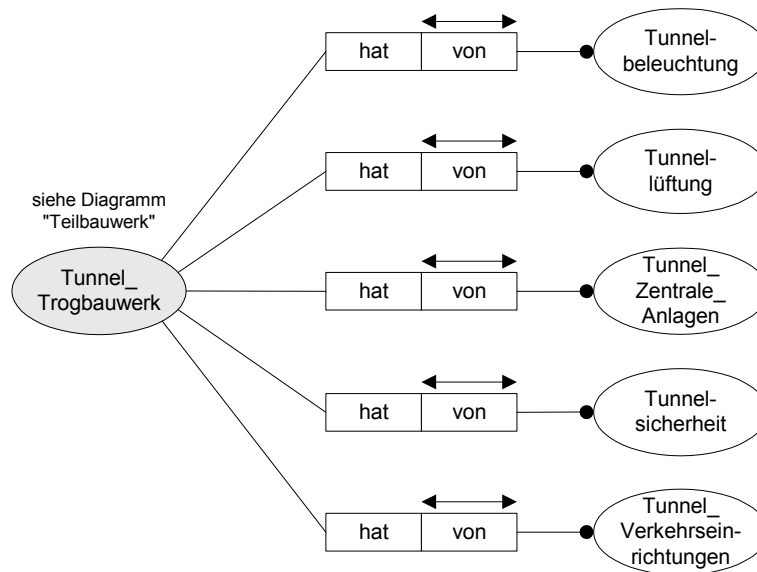 hat von
Tunnel-
beleuchtung
hat von
Tunnel-
lüftung
siehe Diagramm
"Teilbauwerk"
Tunnel_
Trogbauwerk
hat von
Tunnel_
Zentrale_
Anlagen
hat von
Tunnel-
sicherheit
hat von
Tunnel_
Verkehrsein-
richtungen